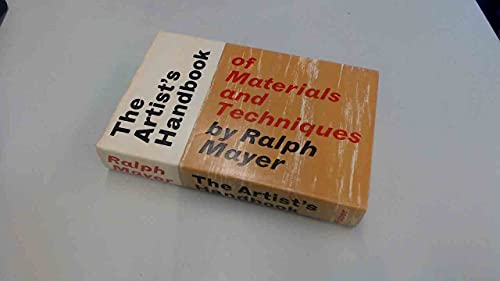 The
Artist's
Handbook
of
Materials
and
Techniques
by Ralph
Mayer
Ralph
Mayer
The Artist's
Handbook